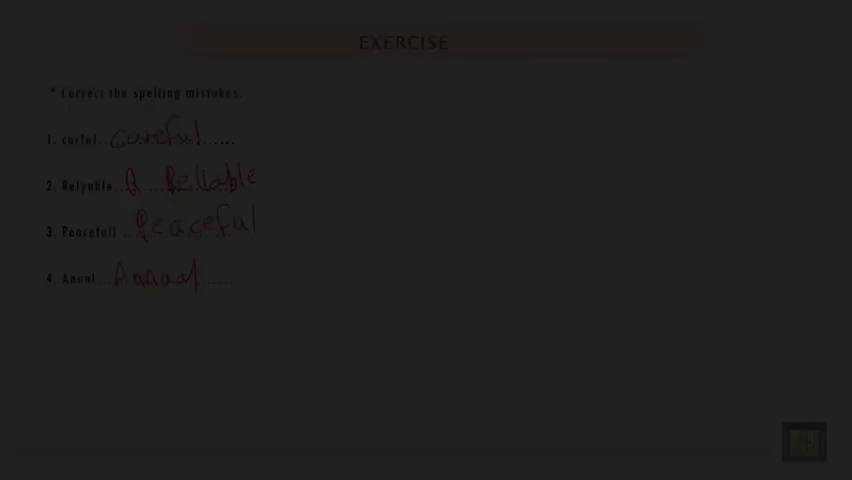 EXERCISE
* Correct the spelling mistakes.
1. carful...careful......
2. Relyable...R....Reliable
3. Peacefull ...Peaceful
4. Anual...Annual......